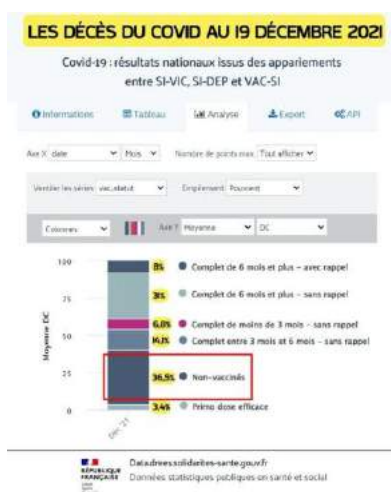 LES DÉCÈS DU COVID AU 19 DÉCEMBRE 2021
Covid-19 : résultats nationaux issus des appariements
entre SI-VIC, SI-DEP et VAC-SI
Informations Tableau Analyse Export API
Axe X date Mois Nombre de points max Tout afficher
Ventiler les séries vac_statut Empilement Pourcent
Colonnes Axe Y Moyenne DC
Moyenne DC
100
75
50
25
0
8% Complet de 6 mois et plus - avec rappel
31% Complet de 6 mois et plus - sans rappel
6,0% Complet de moins de 3 mois - sans rappel
14,1% Complet entre 3 mois et 6 mois - sans rappel
36,5% Non-vaccinés
3,4% Primo dose efficace
Déc '21
RÉPUBLIQUE
FRANÇAISE
Data.drees.solidarites-sante.gouv.fr
Données statistiques publiques en santé et social